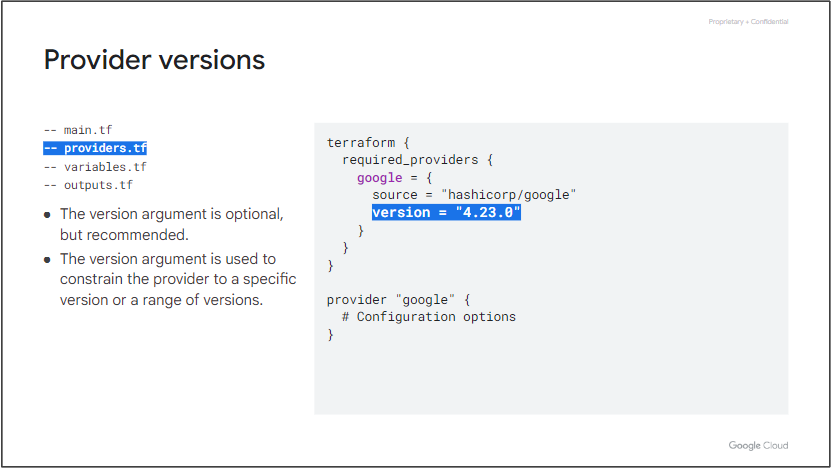 Proprietary + Confidential
Provider versions
-- main.tf
-- providers.tf
-- variables.tf
-- outputs.tf
● The version argument is optional,
but recommended.
● The version argument is used to
constrain the provider to a specific
version or a range of versions.
terraform {
  required_providers {
    google = {
      source = "hashicorp/google"
      version = "4.23.0"
    }
  }
}
provider "google" {
  # Configuration options
}
Google Cloud